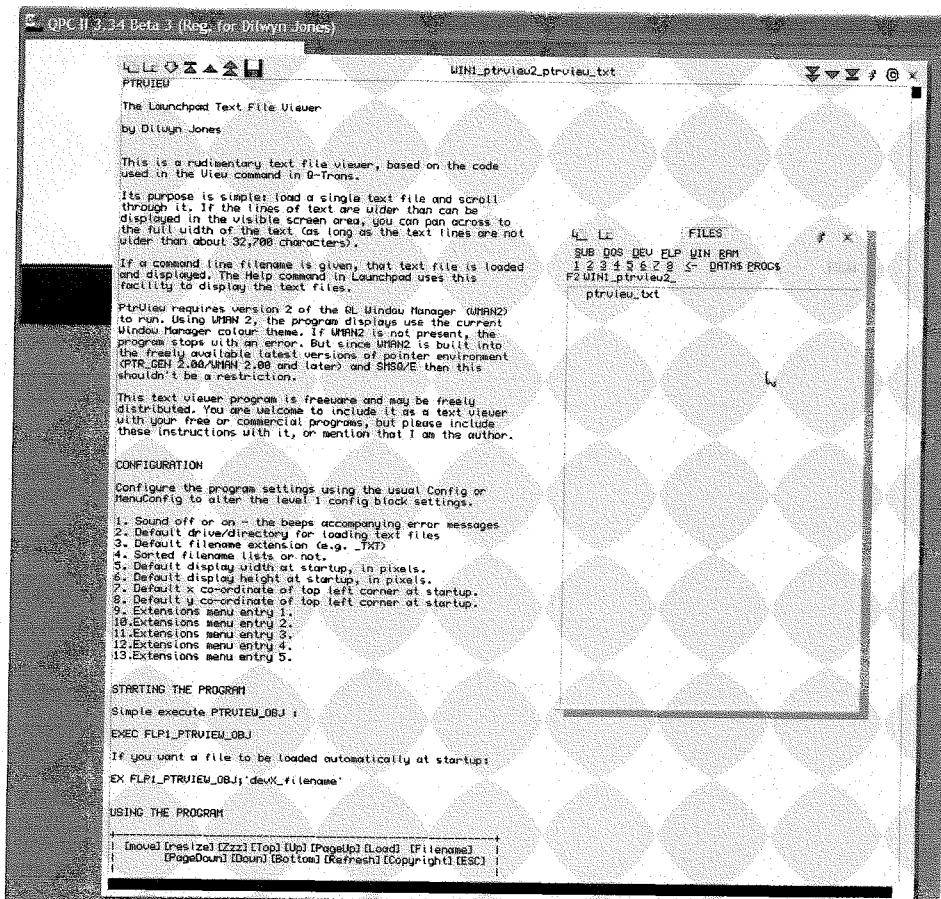 QPC II 3.34 Beta 3 (Reg. for Dilwyn Jones)
WIN1_ptrview2_ptrview_txt
PTRVIEW
The Launchpad Text File Viewer
by Dilwyn Jones
This is a rudimentary text file viewer, based on the code
used in the View command in Q-Trans.
Its purpose is simple: load a single text file and scroll
through it. If the lines of text are wider than can be
displayed in the visible screen area, you can pan across to
the full width of the text (as long as the text lines are not
wider than about 32,700 characters).
If a command line filename is given, that text file is loaded
and displayed. The Help command in Launchpad uses this
facility to display the text files.
PtrView requires version 2 of the QL Window Manager (WMAN2)
to run. Using WMAN 2, the program displays use the current
Window Manager colour theme. If WMAN2 is not present, the
program stops with an error. But since WMAN2 is built into
the freely available latest versions of pointer environment
(PTR_GEN 2.00/WMAN 2.00 and later) and SMSQ/E then this
shouldn't be a restriction.
This text viewer program is freeware and may be freely
distributed. You are welcome to include it as a text viewer
with your free or commercial programs, but please include
these instructions with it, or mention that I am the author.
CONFIGURATION
Configure the program settings using the usual Config or
MenuConfig to alter the level 1 config block settings.
1. Sound off or on - the beeps accompanying error messages
2. Default drive/directory for loading text files
3. Default filename extension (e.g. _TXT)
4. Sorted filename lists or not.
5. Default display width at startup, in pixels.
6. Default display height at startup, in pixels.
7. Default x co-ordinate of top left corner at startup.
8. Default y co-ordinate of top left corner at startup.
9. Extensions menu entry 1.
10.Extensions menu entry 2.
11.Extensions menu entry 3.
12.Extensions menu entry 4.
13.Extensions menu entry 5.
STARTING THE PROGRAM
Simple execute PTRVIEW_OBJ :
EXEC FLP1_PTRVIEW_OBJ
If you want a file to be loaded automatically at startup:
EX FLP1_PTRVIEW_OBJ;'devX_filename'
USING THE PROGRAM
[move] [resize] [Zzz] [Top] [Up] [PageUp] [Load] [Filename]
[PageDown] [Down] [Bottom] [Refresh] [Copyright] [ESC]
FILES
SUB DOS DEV FLP WIN RAM
1 2 3 4 5 6 7 8 <- DATA$ PROG$
F2 WIN1_ptrview2_
ptrview_txt